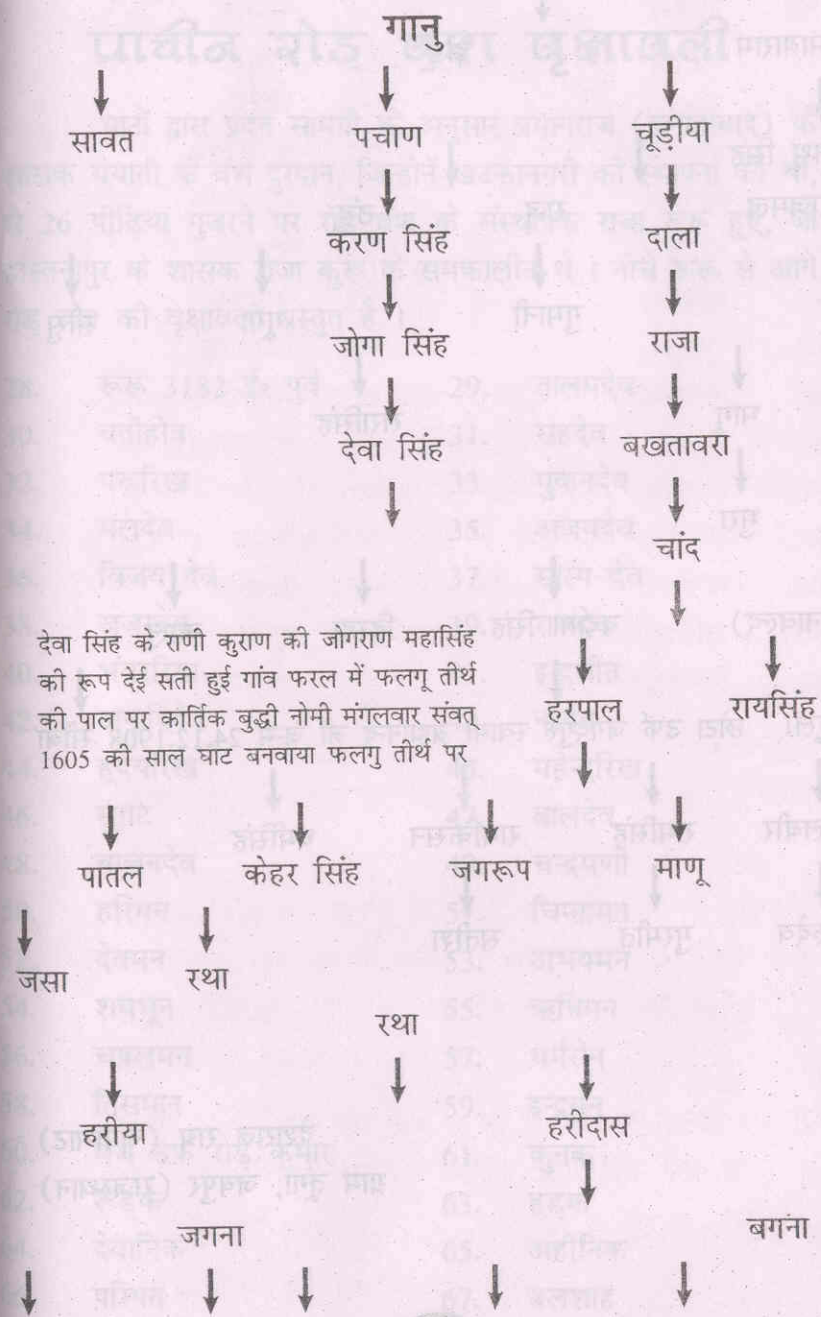 गानु
सावत पचाण चूड़ीया
करण सिंह दाला
जोगा सिंह राजा
देवा सिंह बखतावरा
चांद
देवा सिंह के राणी कुराण को जोगराण महासिंह
की रूप देई सती हुई गांव फरल में फलगू तीर्थ
की पाल पर कार्तिक बुद्धी नोमी मंगलवार संवत्
1605 की साल घाट बनवाया फलगु तीर्थ पर
हरपाल रायसिंह
पातल केहर सिंह जगरूप माणू
जसा रथा
रथा
हरीया हरीदास
जगना बगना